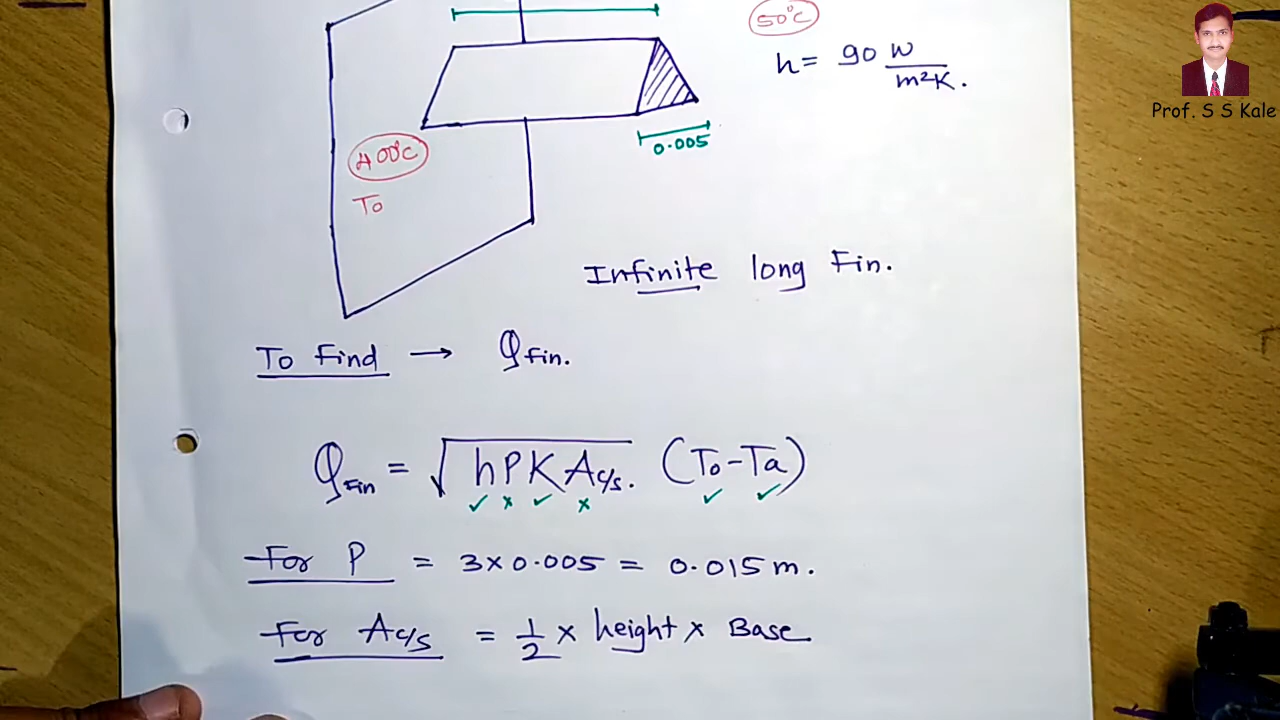 50°C
h = 90 W/m²K.
Prof. S S Kale
0.005
400°C
To
Infinite long Fin.
To Find → Qfin.
QFin = √hPKAc/s. (To-Ta)
✓ × ✓ × ✓ ✓
For P = 3×0.005 = 0.015 m.
For Ac/s = 1/2 × height × Base